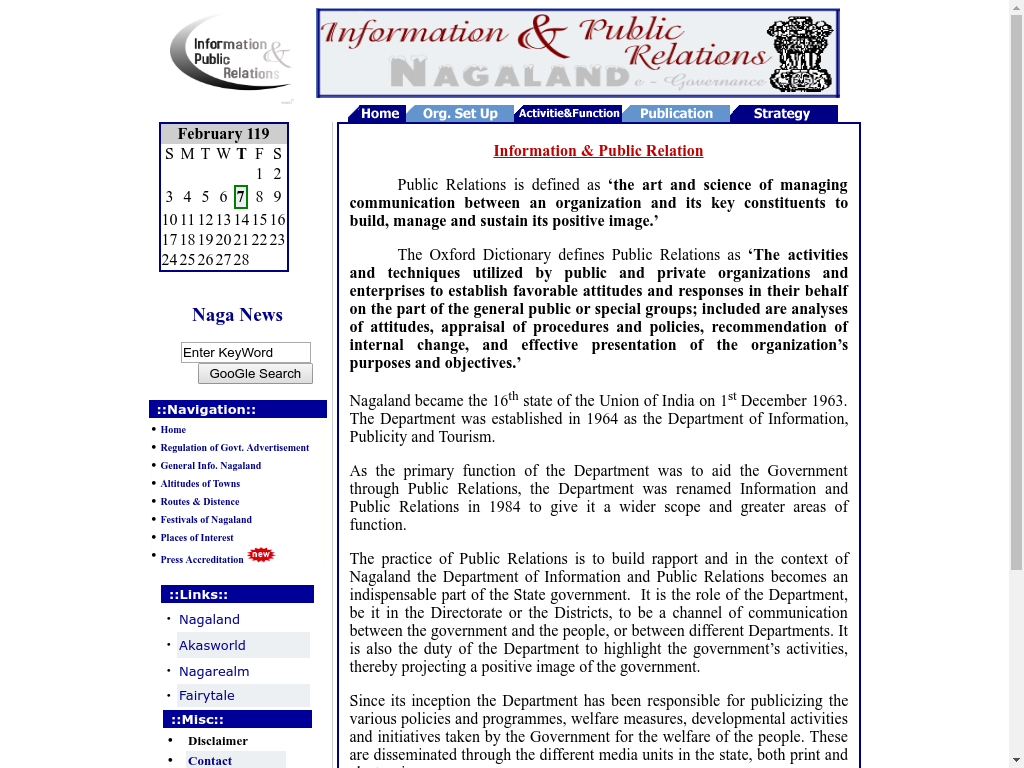 Information &
Public
Relations
Information & Public
Relations
NAGALAND e - Governance
Home Org. Set Up Activitie&Function Publication Strategy
February 119
S M T W T F S
1 2
3 4 5 6 7 8 9
10 11 12 13 14 15 16
17 18 19 20 21 22 23
24 25 26 27 28
Naga News
Enter KeyWord
GooGle Search
::Navigation::
• Home
• Regulation of Govt. Advertisement
• General Info. Nagaland
• Altitudes of Towns
• Routes & Distence
• Festivals of Nagaland
• Places of Interest
• Press Accreditation new
::Links::
· Nagaland
· Akasworld
· Nagarealm
· Fairytale
::Misc::
• Disclaimer
• Contact
Information & Public Relation
Public Relations is defined as ‘the art and science of managing
communication between an organization and its key constituents to
build, manage and sustain its positive image.’
The Oxford Dictionary defines Public Relations as ‘The activities
and techniques utilized by public and private organizations and
enterprises to establish favorable attitudes and responses in their behalf
on the part of the general public or special groups; included are analyses
of attitudes, appraisal of procedures and policies, recommendation of
internal change, and effective presentation of the organization’s
purposes and objectives.’
Nagaland became the 16th state of the Union of India on 1st December 1963.
The Department was established in 1964 as the Department of Information,
Publicity and Tourism.
As the primary function of the Department was to aid the Government
through Public Relations, the Department was renamed Information and
Public Relations in 1984 to give it a wider scope and greater areas of
function.
The practice of Public Relations is to build rapport and in the context of
Nagaland the Department of Information and Public Relations becomes an
indispensable part of the State government. It is the role of the Department,
be it in the Directorate or the Districts, to be a channel of communication
between the government and the people, or between different Departments. It
is also the duty of the Department to highlight the government’s activities,
thereby projecting a positive image of the government.
Since its inception the Department has been responsible for publicizing the
various policies and programmes, welfare measures, developmental activities
and initiatives taken by the Government for the welfare of the people. These
are disseminated through the different media units in the state, both print and